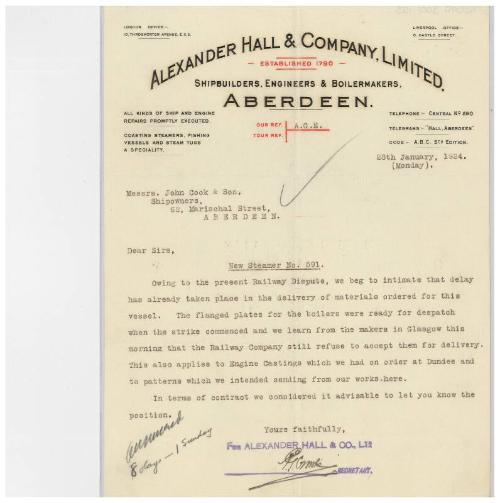 LONDON OFFICE:-
10, THROGMORTON AVENUE, E.C.2.
LIVERPOOL OFFICE:-
6, CASTLE STREET.
ALEXANDER HALL & COMPANY, LIMITED,
ESTABLISHED 1790
SHIPBUILDERS, ENGINEERS & BOILERMAKERS,
ABERDEEN.
ALL KINDS OF SHIP AND ENGINE
REPAIRS PROMPTLY EXECUTED.
COASTING STEAMERS, FISHING
VESSELS AND STEAM TUGS
A SPECIALITY.
OUR REF. A.G.E.
YOUR REF.
TELEPHONE:- CENTRAL No 890
TELEGRAMS:- "HALL, ABERDEEN"
CODE:- A.B.C. 5TH EDITION.
28th January, 1924.
(Monday).
Messrs. John Cook & Son,
Shipowners,
Marischal Street,
ABERDEEN.
Dear Sirs,
New Steamer No. 591.
Owing to the present Railway Dispute, we beg to intimate that delay
has already taken place in the delivery of materials ordered for this
vessel. The flanged plates for the boilers were ready for despatch
when the strike commenced and we learn from the makers in Glasgow this
morning that the Railway Company still refuse to accept them for delivery.
This also applies to Engine Castings which we had on order at Dundee and
to patterns which we intended sending from our works.here.
In terms of contract we considered it advisable to let you know the
position.
Yours faithfully,
For ALEXANDER HALL & CO., LTD
SECRETARY.
8 days - 1 Sunday